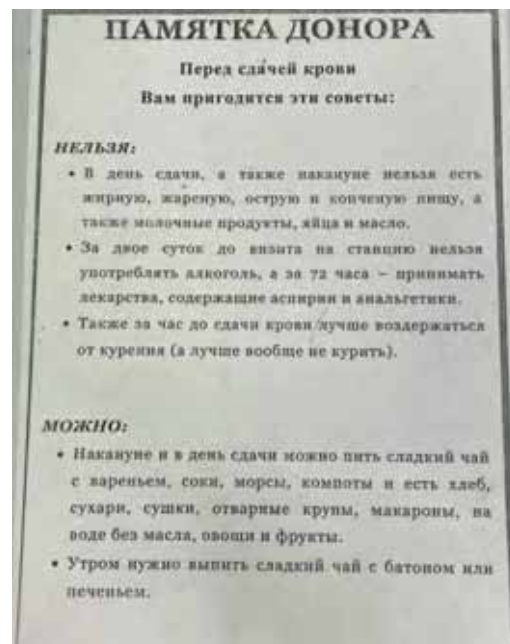 ПАМЯТКА ДОНОРА
Перед сдачей крови
Вам пригодятся эти советы:
НЕЛЬЗЯ:
• В день сдачи, а также накануне нельзя есть
жирную, жареную, острую и копченую пищу, а
также молочные продукты, яйца и масло.
• За двое суток до визита на станцию нельзя
употреблять алкоголь, а за 72 часа – принимать
лекарства, содержащие аспирин и анальгетики.
• Также за час до сдачи крови лучше воздержаться
от курения (а лучше вообще не курить).
МОЖНО:
• Накануне и в день сдачи можно пить сладкий чай
с вареньем, соки, морсы, компоты и есть хлеб,
сухари, сушки, отварные крупы, макароны, на
воде без масла, овощи и фрукты.
• Утром нужно выпить сладкий чай с батоном или
печеньем.